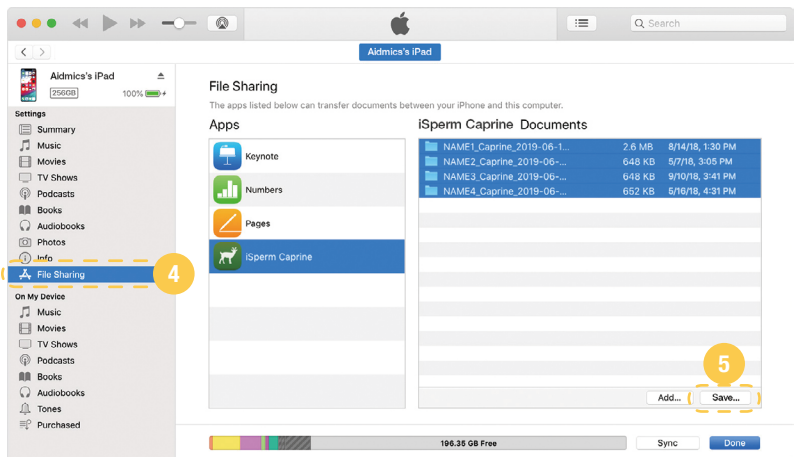 Search
Aidmics's iPad
Aidmics's iPad
256GB 100%
Settings
Summary
Music
Movies
TV Shows
Podcasts
Books
Audiobooks
Photos
Info
File Sharing
4
On My Device
Music
Movies
TV Shows
Podcasts
Books
Audiobooks
Tones
Purchased
File Sharing
The apps listed below can transfer documents between your iPhone and this computer.
Apps
Keynote
Numbers
Pages
iSperm Caprine
iSperm Caprine Documents
NAME1_Caprine_2019-06-1... 2.6 MB 8/14/18, 1:30 PM
NAME2_Caprine_2019-06-... 648 KB 5/7/18, 3:05 PM
NAME3_Caprine_2019-06-... 648 KB 9/10/18, 3:41 PM
NAME4_Caprine_2019-06-... 652 KB 5/16/18, 4:31 PM
5
Add... Save...
196.35 GB Free
Sync Done